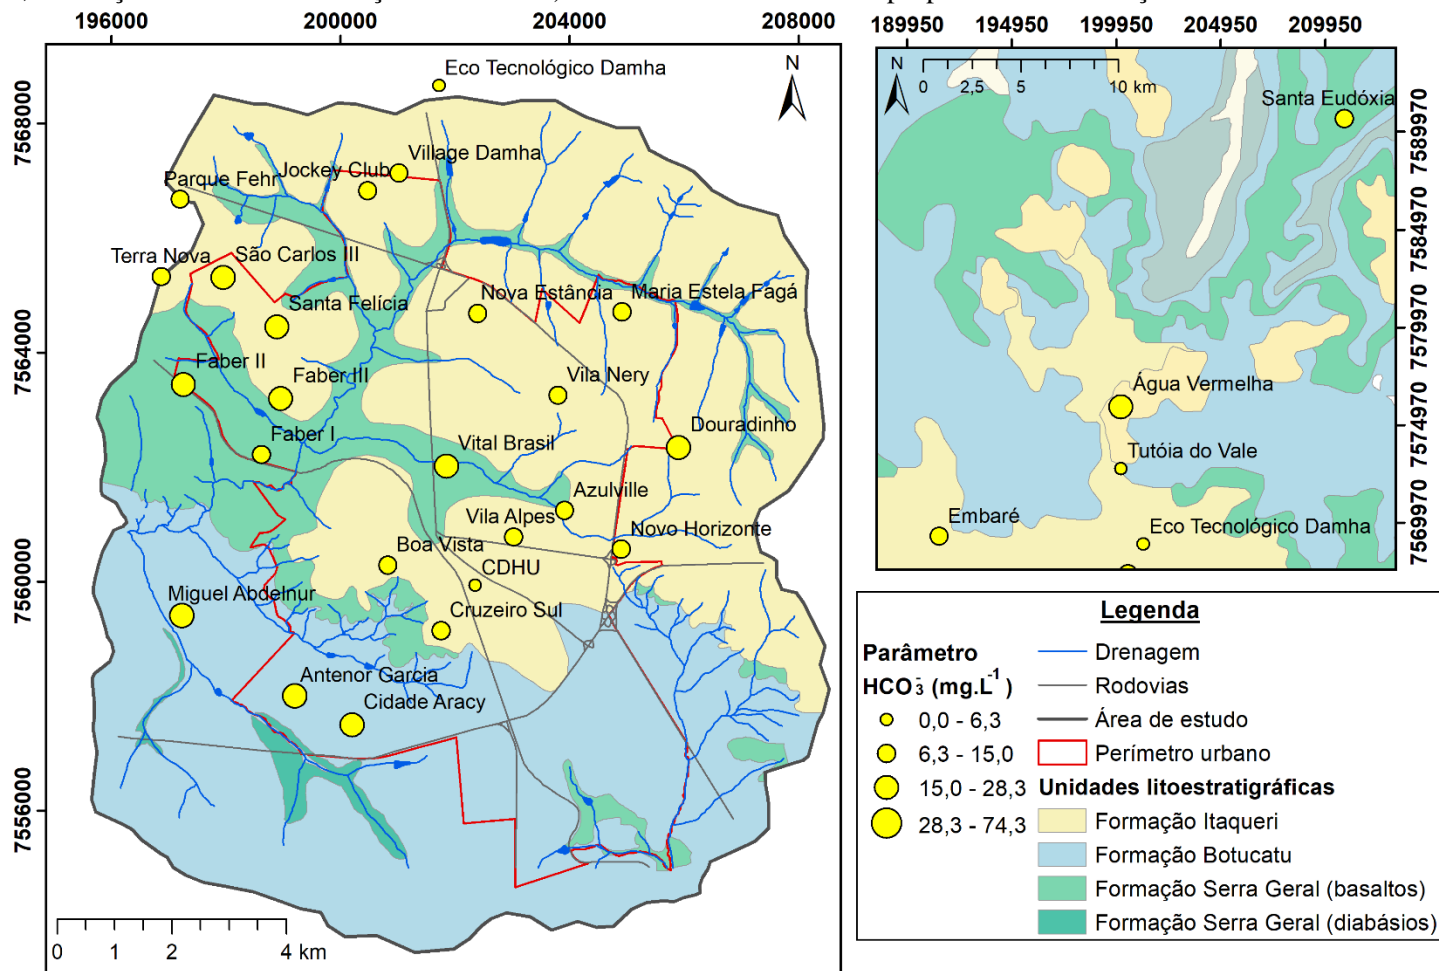 196000 200000 204000 208000
7568000
7564000
7560000
7556000
N
Eco Tecnológico Damha
Village Damha
Jockey Club
Parque Fehr
Terra Nova
São Carlos III
Santa Felícia
Nova Estância
Maria Estela Fagá
Faber II
Faber III
Vila Nery
Faber I
Vital Brasil
Douradinho
Azulville
Vila Alpes
Novo Horizonte
Boa Vista
CDHU
Miguel Abdelnur
Cruzeiro Sul
Antenor Garcia
Cidade Aracy
0 1 2 4 km
189950 194950 199950 204950 209950
N
0 2,5 5 10 km
Santa Eudóxia
Água Vermelha
Tutóia do Vale
Embaré
Eco Tecnológico Damha
7589970
7584970
7579970
7574970
7569970
Legenda
Parâmetro
HCO₃⁻ (mg.L⁻¹)
0,0 - 6,3
6,3 - 15,0
15,0 - 28,3
28,3 - 74,3
Drenagem
Rodovias
Área de estudo
Perímetro urbano
Unidades litoestratigráficas
Formação Itaqueri
Formação Botucatu
Formação Serra Geral (basaltos)
Formação Serra Geral (diabásios)